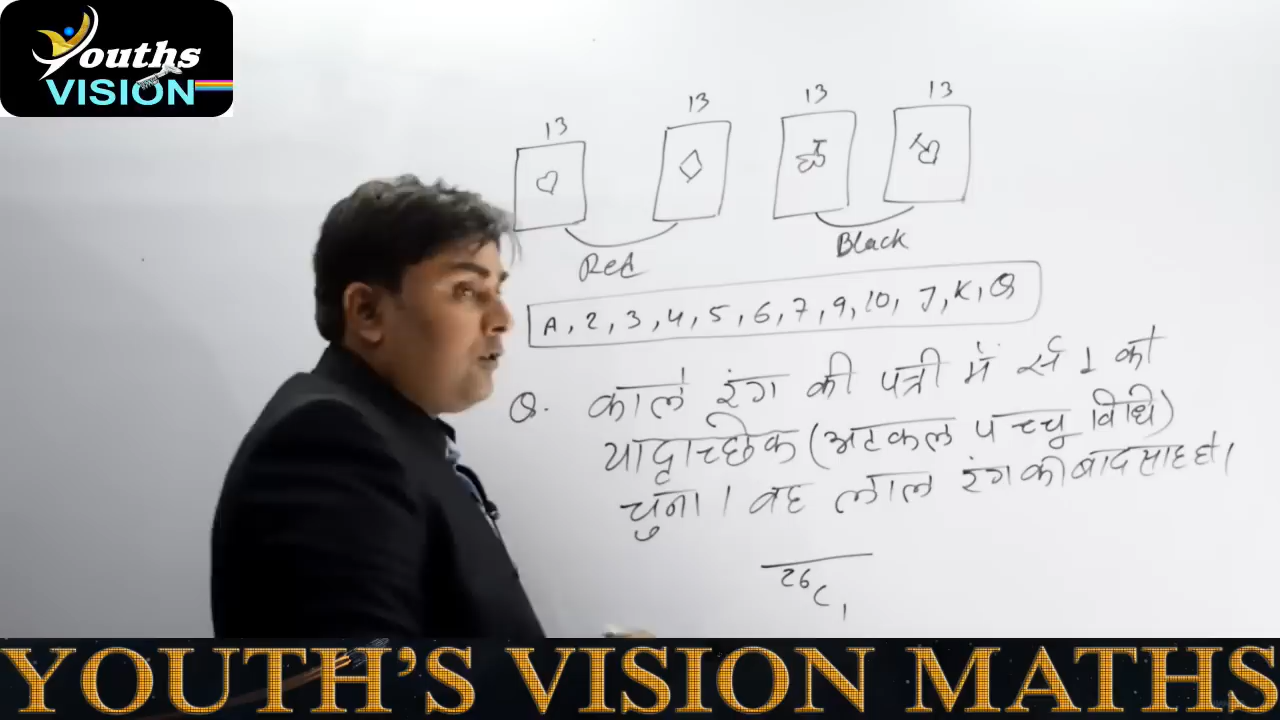 Youths
VISION
13 13 13 13
Red Black
A, 2, 3, 4, 5, 6, 7, 9, 10, J, K, Q
Q. काले रंग की पत्री में से 1 को
यादृाच्छिक (अटकल पच्चु विधि)
चुना। वह लाल रंग की बादसाह हो।
26C1
YOUTH'S VISION MATHS